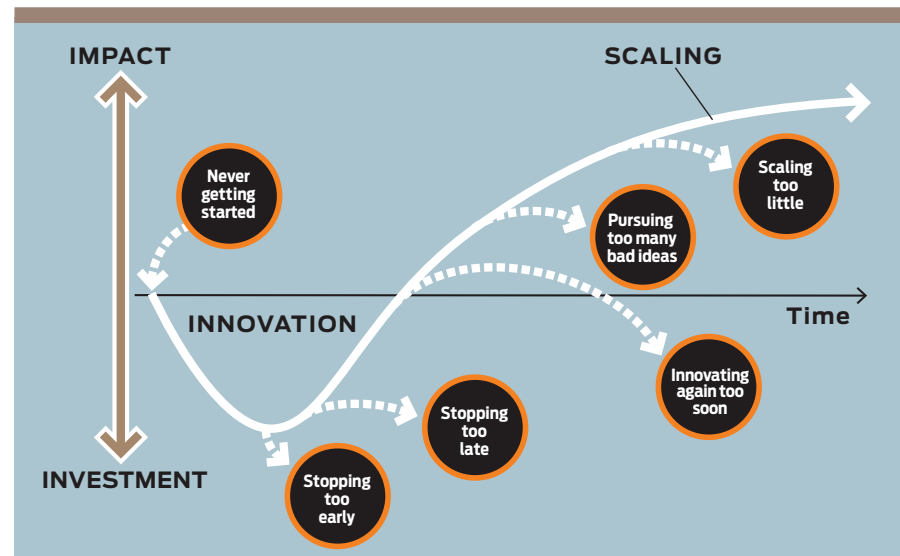 IMPACT
SCALING
Never
getting
started
Scaling
too
little
Pursuing
too many
bad ideas
INNOVATION
Time
Innovating
again too
soon
Stopping
too
late
INVESTMENT
Stopping
too
early